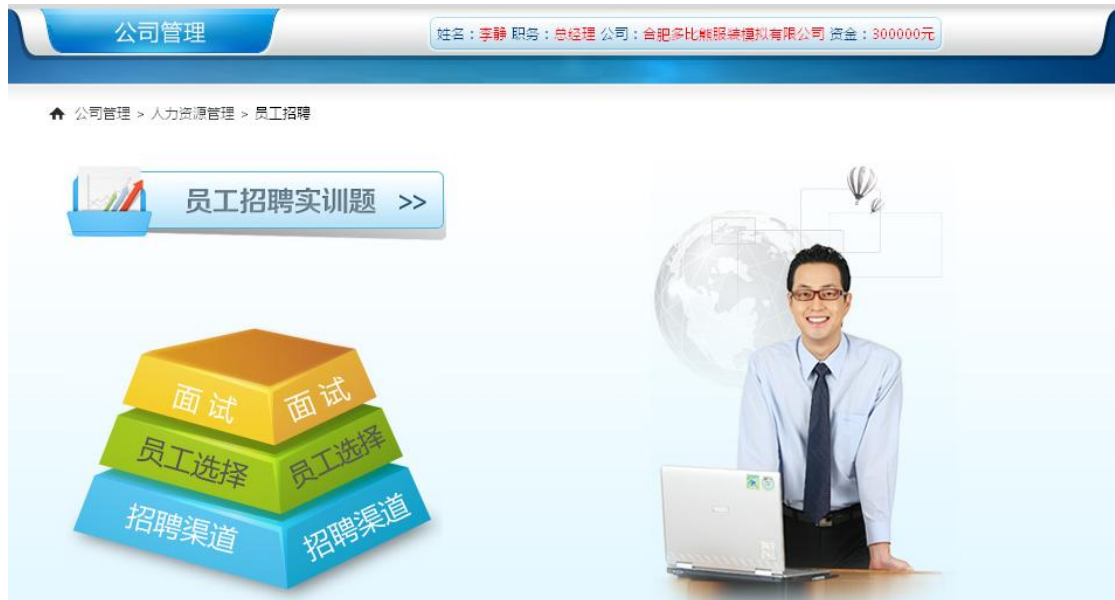 公司管理
姓名：李静 职务：总经理 公司：合肥多比熊服装模拟有限公司 资金：300000元
公司管理 > 人力资源管理 > 员工招聘
员工招聘实训题 >>
面试 面试
员工选择 员工选择
招聘渠道 招聘渠道